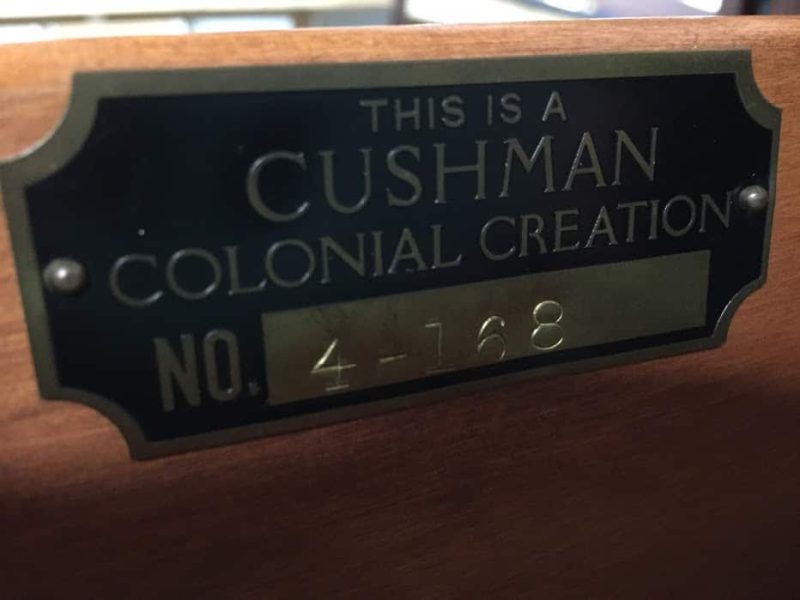 THIS IS A
CUSHMAN
COLONIAL CREATION
NO. 4-168